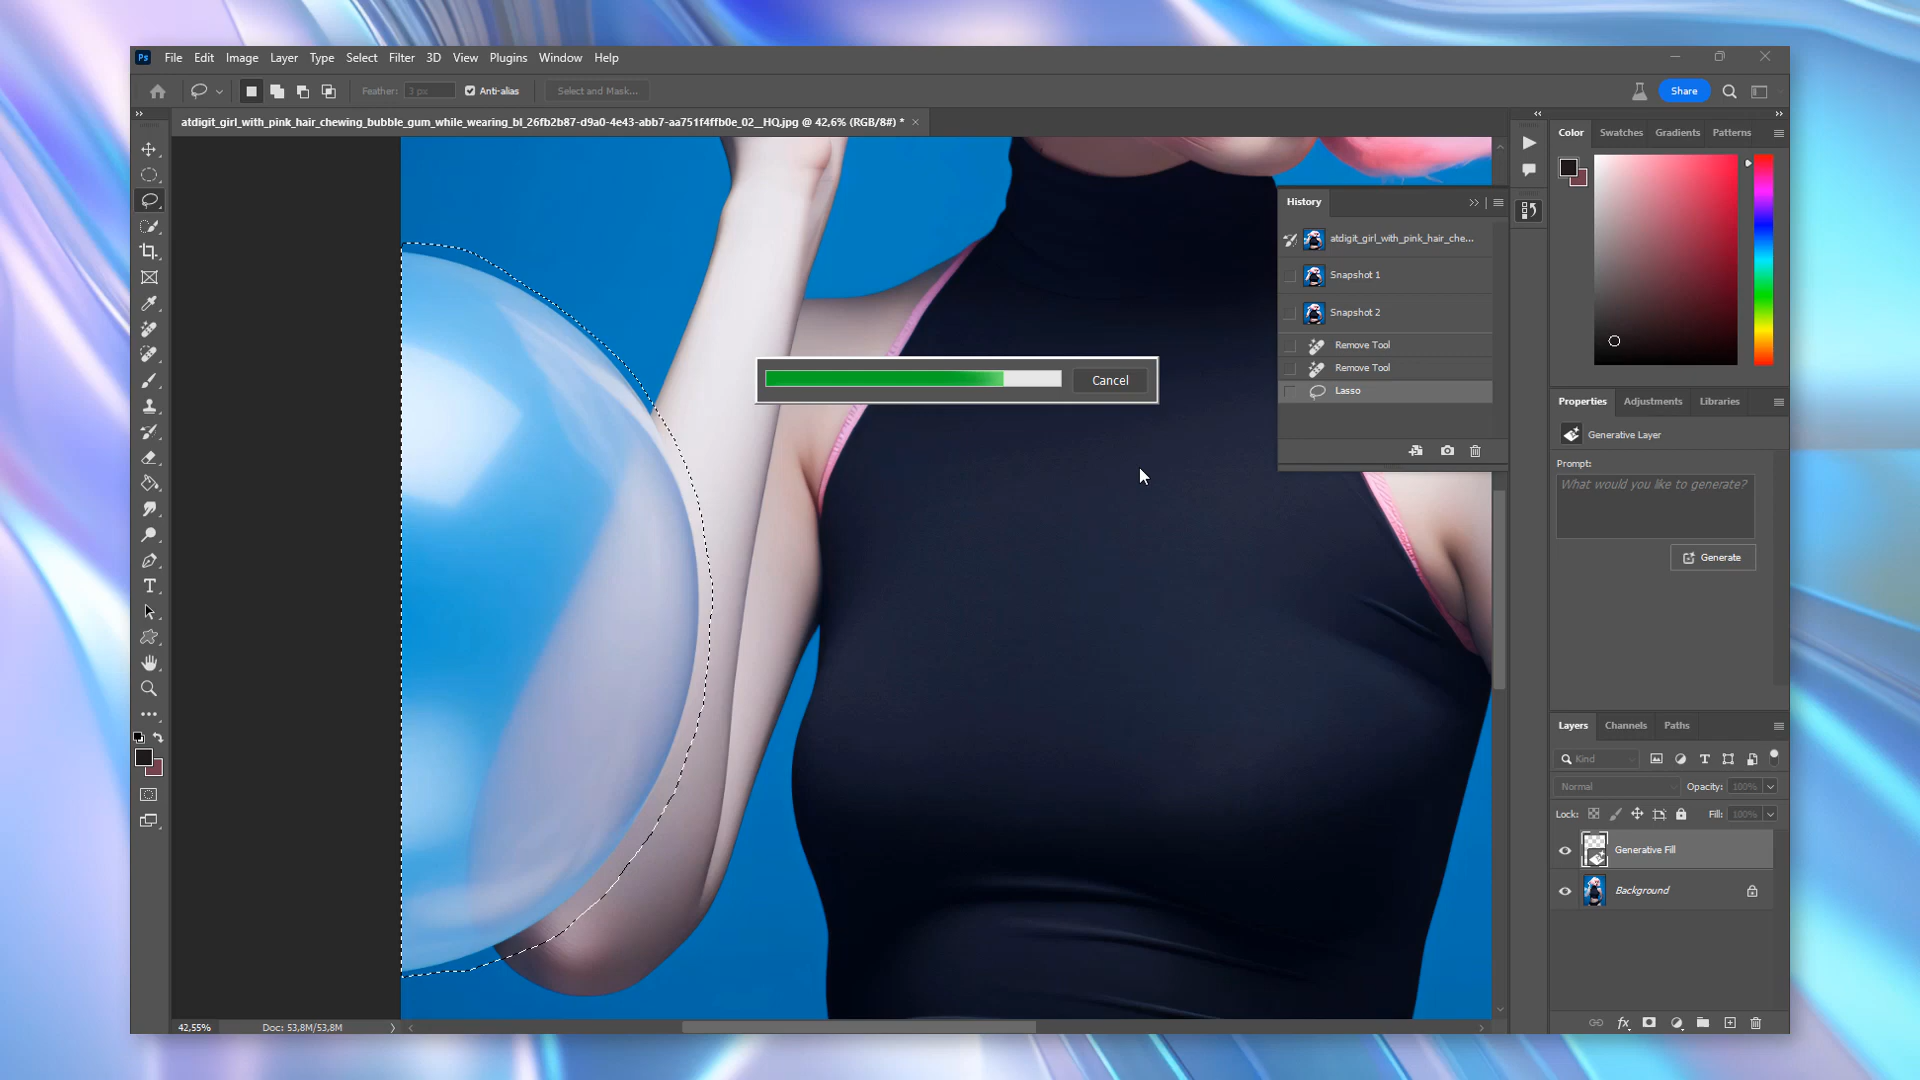 Ps File Edit Image Layer Type Select Filter 3D View Plugins Window Help
Feather: 3 px Anti-alias Select and Mask... Share
atdigit_girl_with_pink_hair_chewing_bubble_gum_while_wearing_bl_26fb2b87-d9a0-4e43-abb7-aa751f4ffb0e_02__HQ.jpg @ 42,6% (RGB/8#) *
Color Swatches Gradients Patterns
History
atdigit_girl_with_pink_hair_che...
Snapshot 1
Snapshot 2
Remove Tool
Remove Tool
Lasso
Cancel
Properties Adjustments Libraries
Generative Layer
Prompt:
What would you like to generate?
Generate
Layers Channels Paths
Kind
Normal Opacity: 100%
Lock: Fill: 100%
Generative Fill
Background
42,55% Doc: 53,8M/53,8M
fx